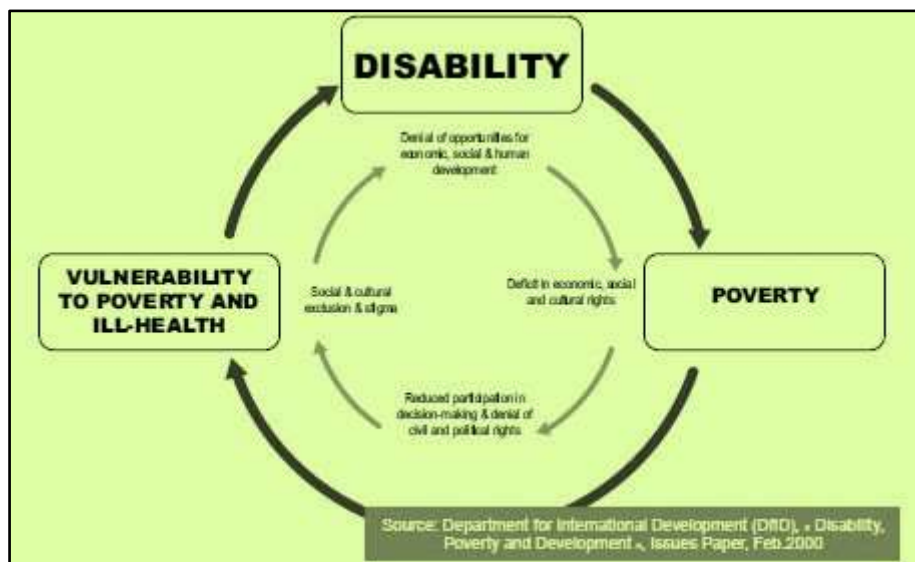 DISABILITY
Denial of opportunities for
economic, social & human
development
VULNERABILITY
TO POVERTY AND
ILL-HEALTH
Social & cultural
exclusion & stigma
Deficit in economic, social
and cultural rights
POVERTY
Reduced participation in
decision-making & denial of
civil and political rights
Source: Department for International Development (DfID), « Disability,
Poverty and Development », Issues Paper, Feb.2000